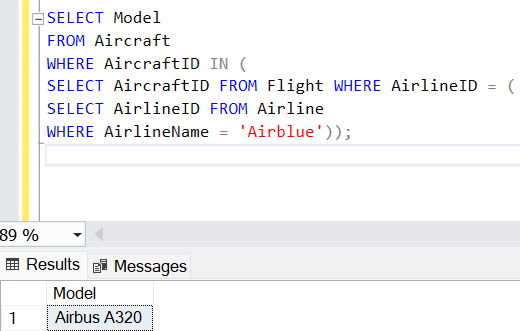 SELECT Model
FROM Aircraft
WHERE AircraftID IN (
SELECT AircraftID FROM Flight WHERE AirlineID = (
SELECT AirlineID FROM Airline
WHERE AirlineName = 'Airblue'));
89 %
Results Messages
Model
1 Airbus A320